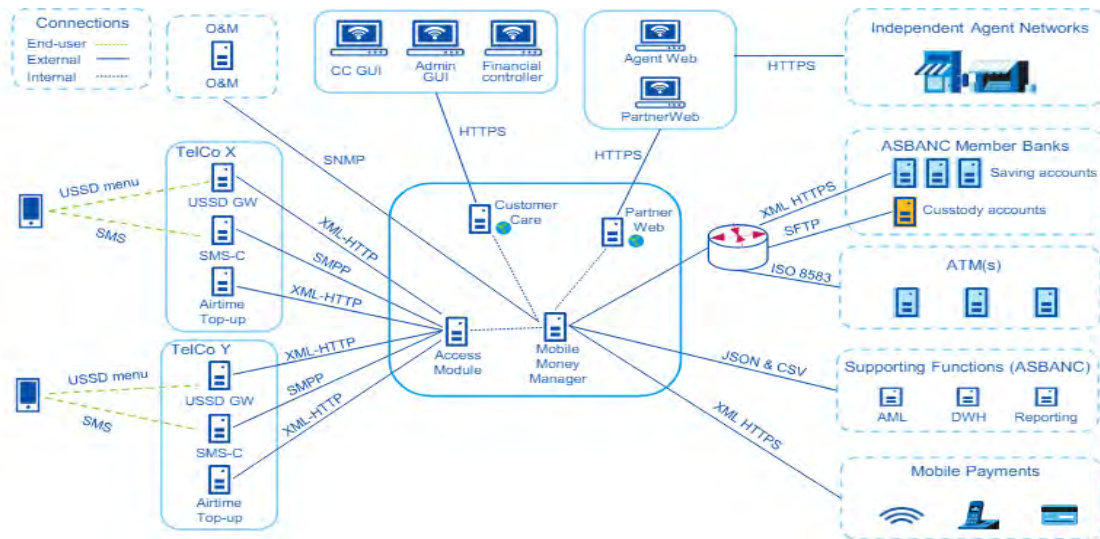 Connections
End-user
External
Internal
O&M
O&M
CC GUI
Admin
GUI
Financial
controller
Agent Web
PartnerWeb
HTTPS
Independent Agent Networks
HTTPS
HTTPS
SNMP
TelCo X
USSD menu
SMS
USSD GW
SMS-C
Airtime
Top-up
XML-HTTP
SMPP
XML-HTTP
Customer
Care
Partner
Web
Access
Module
Mobile
Money
Manager
XML HTTPS
SFTP
ISO 8583
ASBANC Member Banks
Saving accounts
Cusstody accounts
ATM(s)
TelCo Y
USSD menu
SMS
USSD GW
SMS-C
Airtime
Top-up
XML-HTTP
SMPP
XML-HTTP
JSON & CSV
XML HTTPS
Supporting Functions (ASBANC)
AML
DWH
Reporting
Mobile Payments